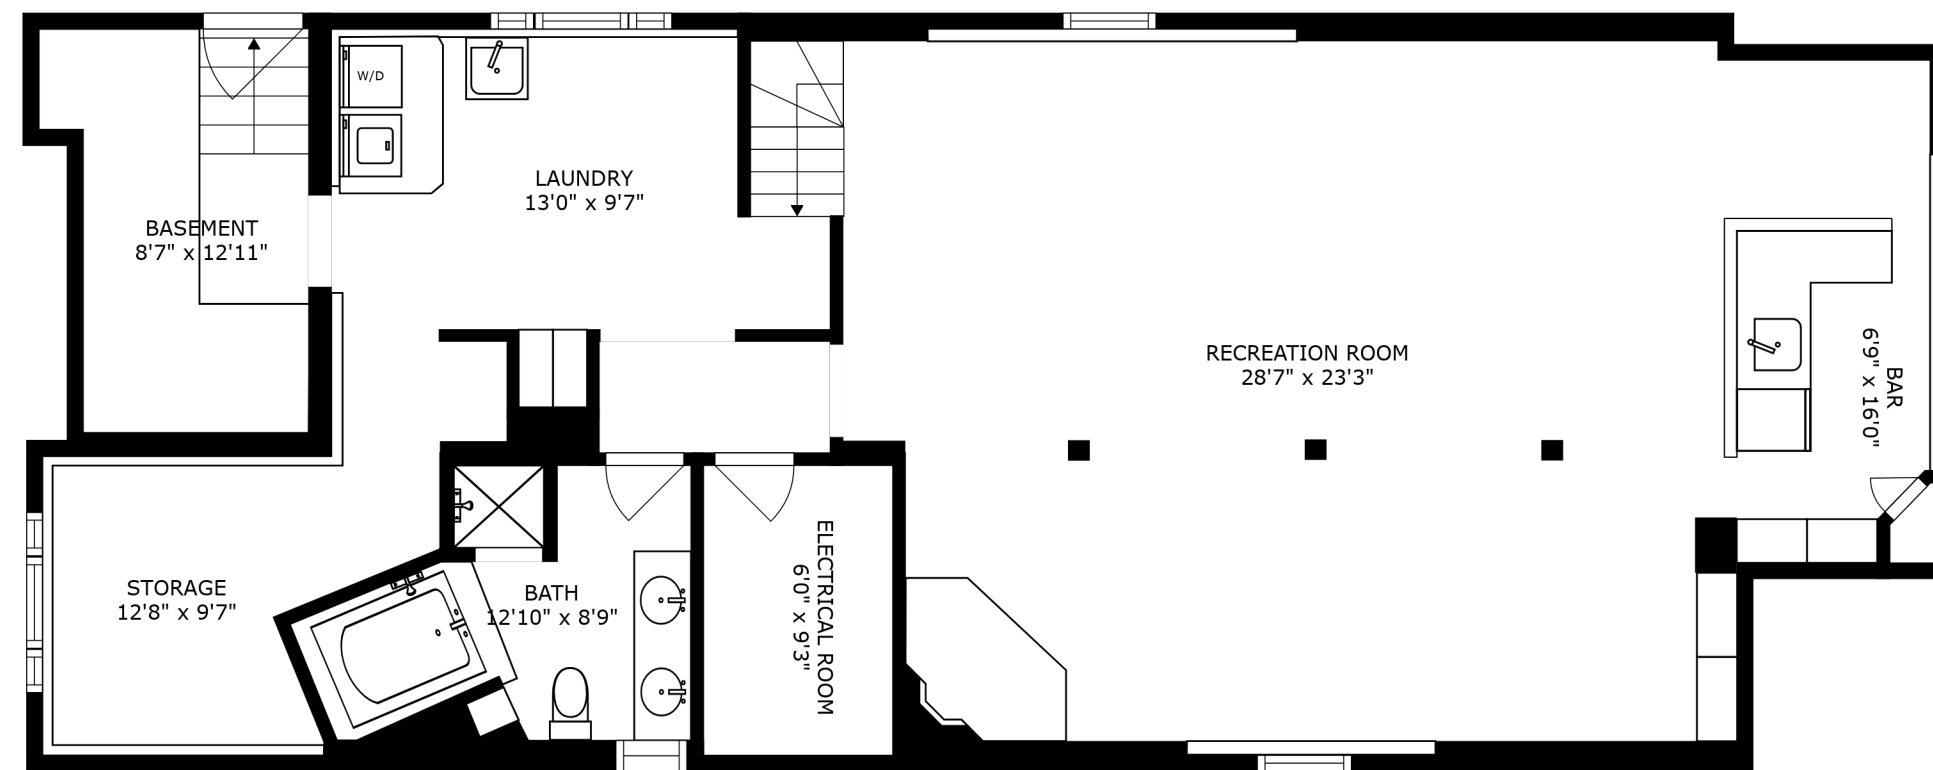 W/D
LAUNDRY
13'0" x 9'7"
BASEMENT
8'7" x 12'11"
RECREATION ROOM
28'7" x 23'3"
BAR
6'9" x 16'0"
STORAGE
12'8" x 9'7"
BATH
12'10" x 8'9"
ELECTRICAL ROOM
6'0" x 9'3"